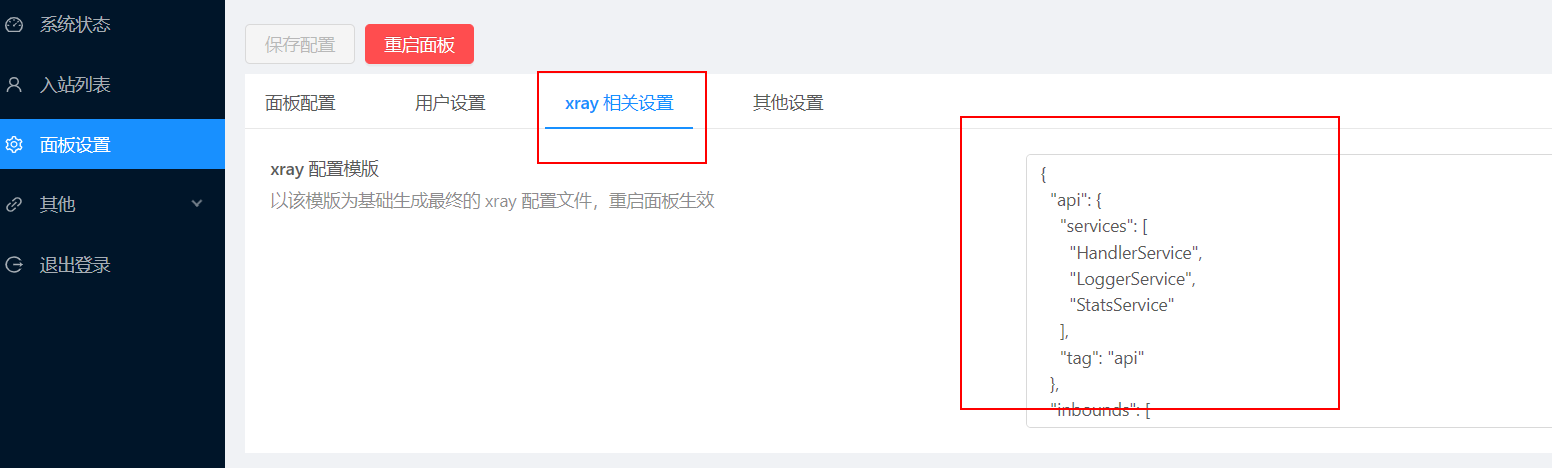 系统状态
入站列表
面板设置
其他
退出登录
保存配置 重启面板
面板配置 用户设置 xray 相关设置 其他设置
xray 配置模版
以该模版为基础生成最终的 xray 配置文件，重启面板生效
{
"api": {
"services": [
"HandlerService",
"LoggerService",
"StatsService"
],
"tag": "api"
},
"inbounds": [